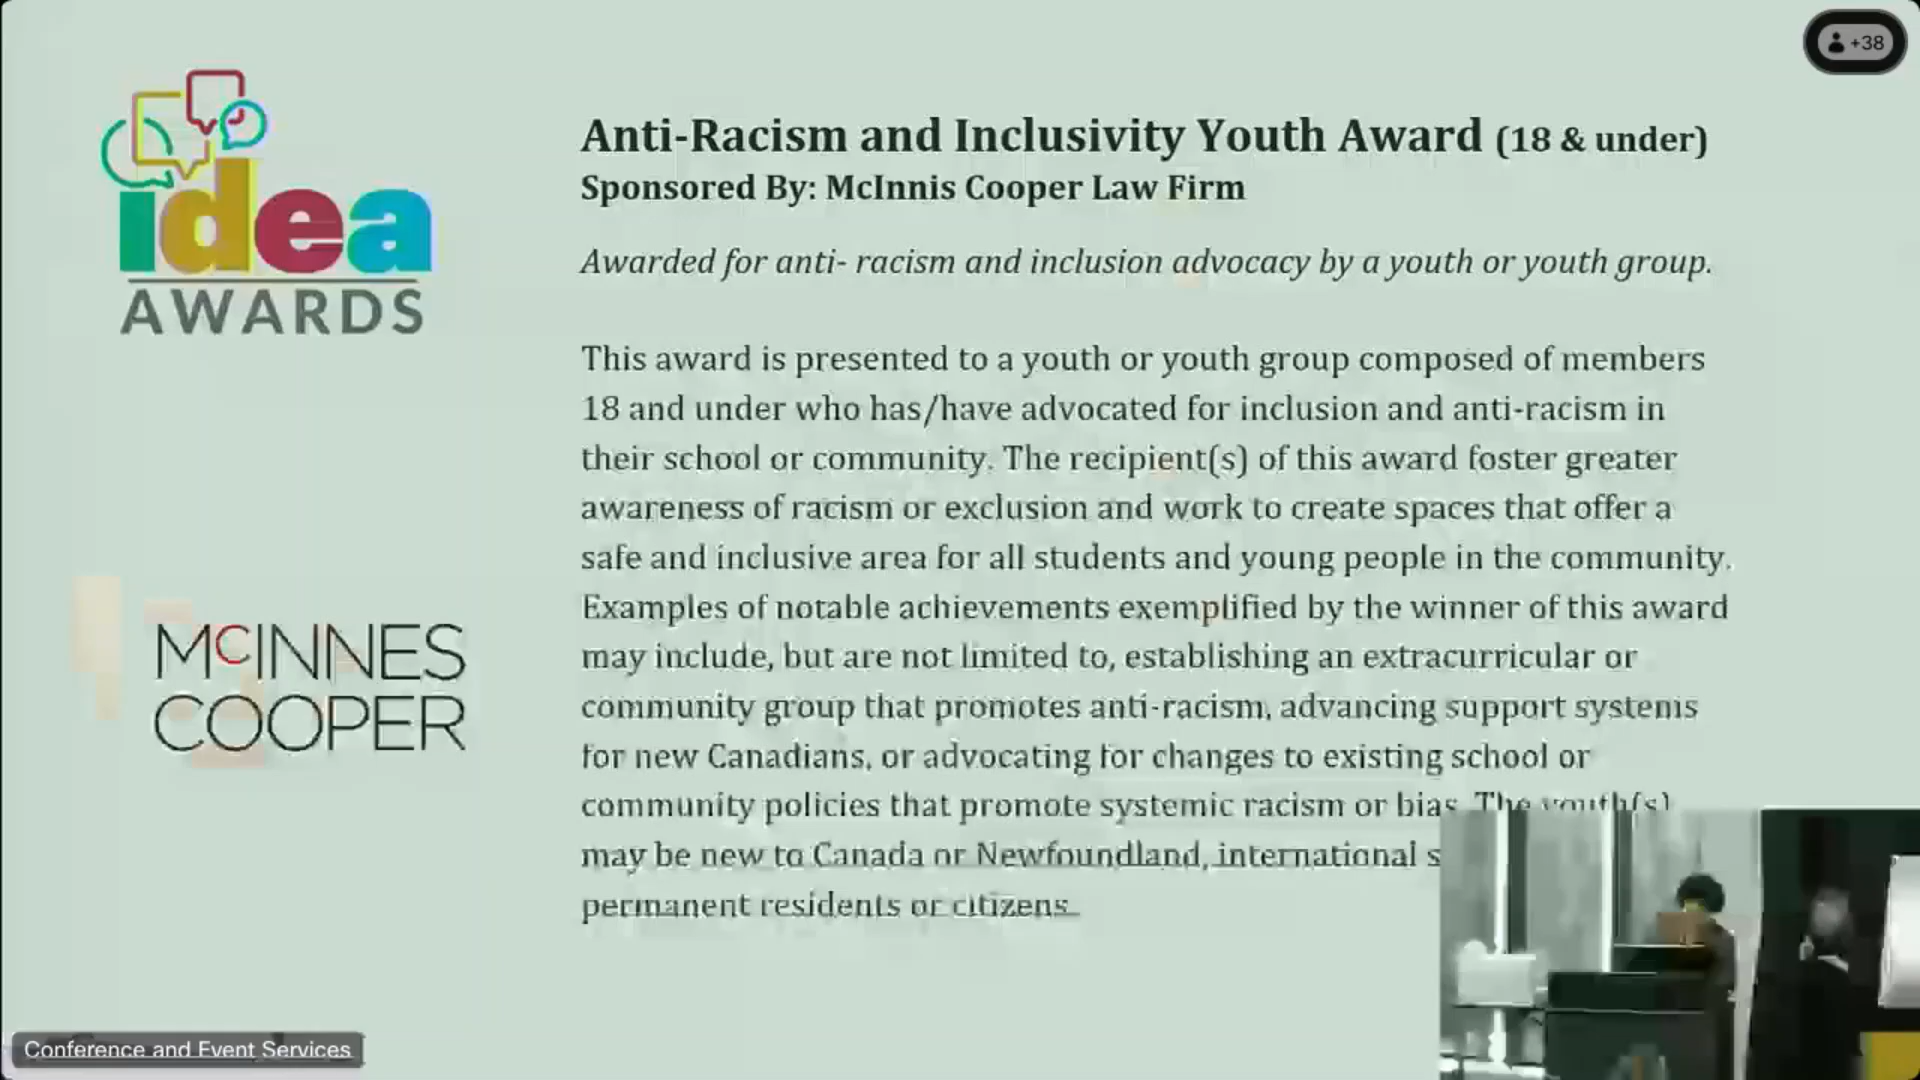 +38
idea
AWARDS
Anti-Racism and Inclusivity Youth Award (18 & under)
Sponsored By: McInnis Cooper Law Firm
Awarded for anti- racism and inclusion advocacy by a youth or youth group.
This award is presented to a youth or youth group composed of members
18 and under who has/have advocated for inclusion and anti-racism in
their school or community. The recipient(s) of this award foster greater
awareness of racism or exclusion and work to create spaces that offer a
safe and inclusive area for all students and young people in the community.
Examples of notable achievements exemplified by the winner of this award
may include, but are not limited to, establishing an extracurricular or
community group that promotes anti-racism, advancing support systems
for new Canadians, or advocating for changes to existing school or
community policies that promote systemic racism or bias. The youth(s)
may be new to Canada or Newfoundland, international
permanent residents or citizens.
MCINNES
COOPER
Conference and Event Services